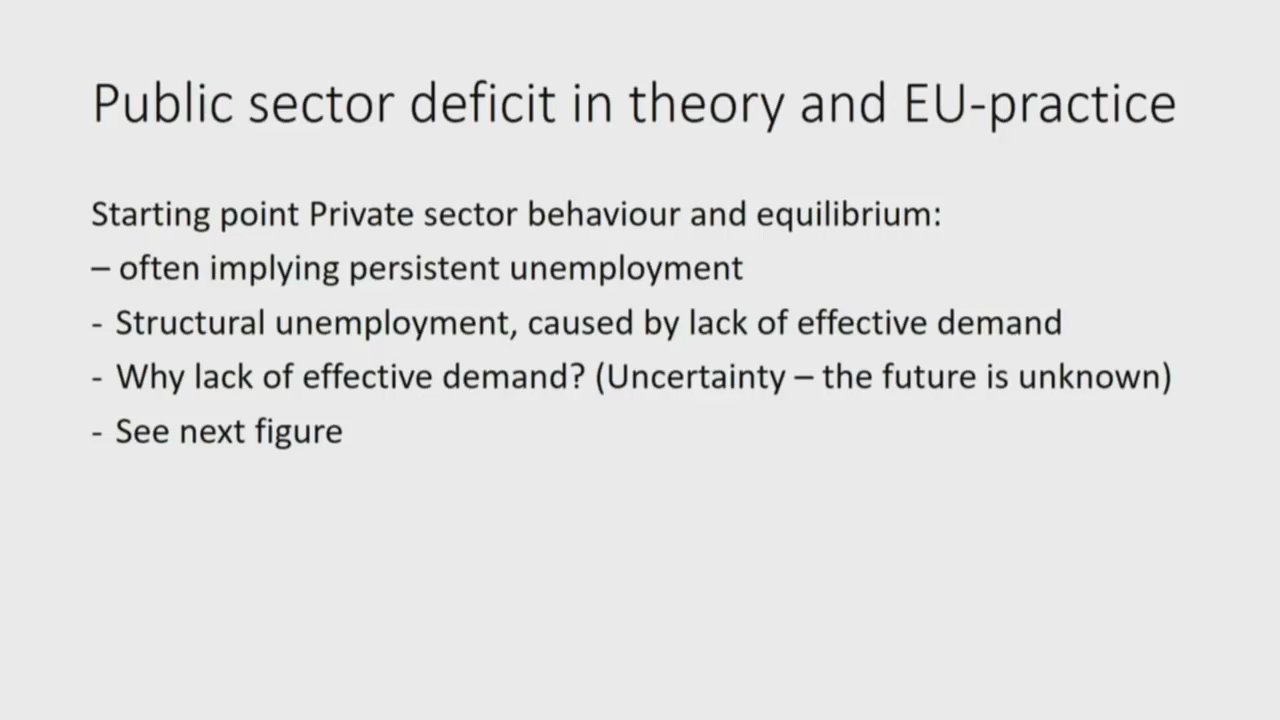 Public sector deficit in theory and EU-practice
Starting point Private sector behaviour and equilibrium:
– often implying persistent unemployment
- Structural unemployment, caused by lack of effective demand
- Why lack of effective demand? (Uncertainty – the future is unknown)
- See next figure